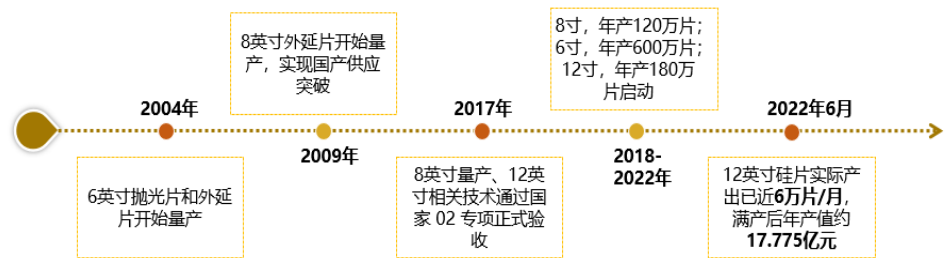 2004年
6英寸抛光片和外延
片开始量产
8英寸外延片开始量
产，实现国产供应
突破
2009年
2017年
8英寸量产、12英
寸相关技术通过国
家 02 专项正式验
收
8寸，年产120万片；
6寸，年产600万片；
12寸，年产180万
片启动
2018-
2022年
2022年6月
12英寸硅片实际产
出已近6万片/月，
满产后年产值约
17.775亿元